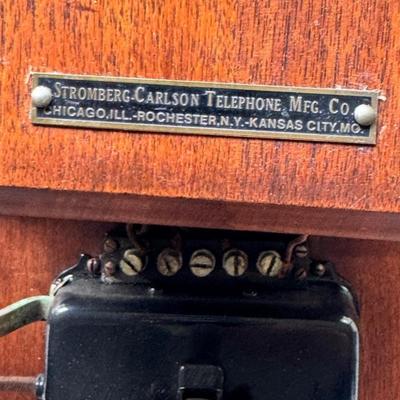 STROMBERG-CARLSON TELEPHONE MFG. CO
CHICAGO,ILL.-ROCHESTER,N.Y.-KANSAS CITY,MO.